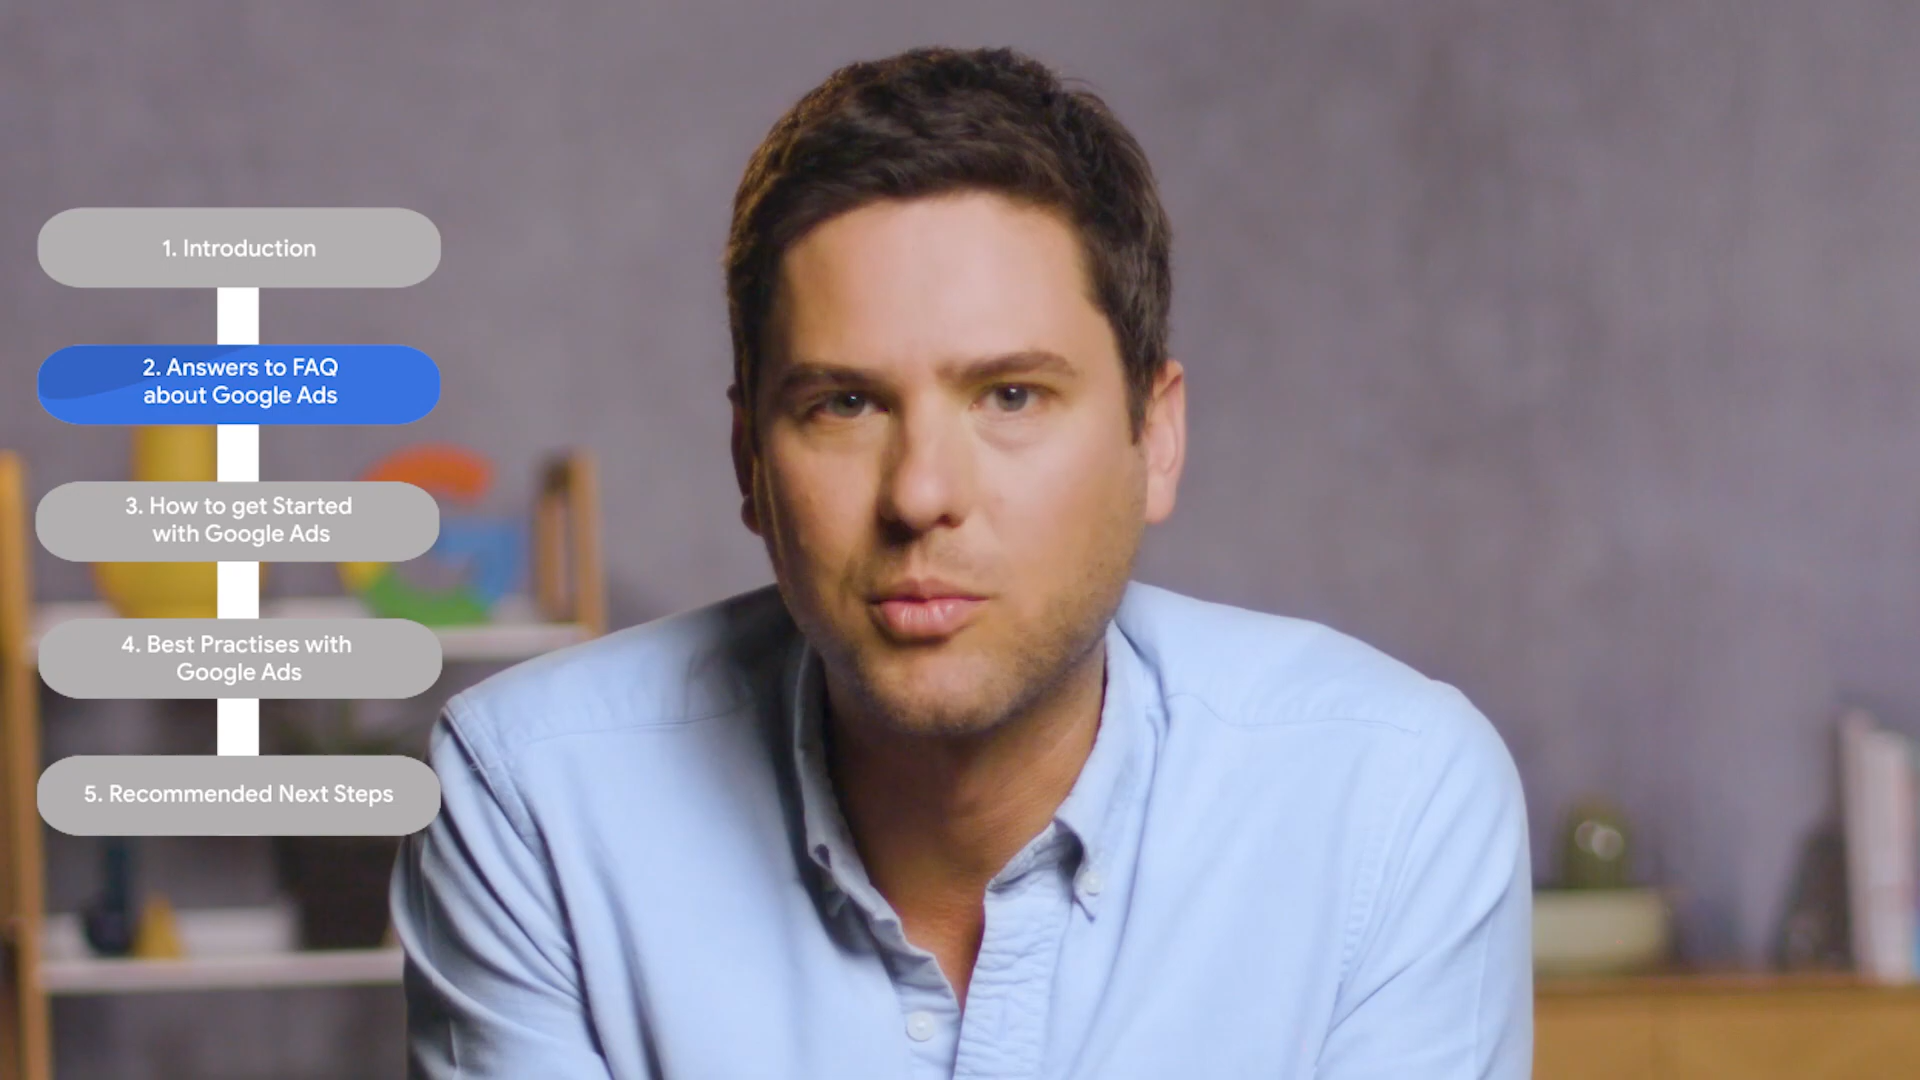 1. Introduction
2. Answers to FAQ
about Google Ads
3. How to get Started
with Google Ads
4. Best Practises with
Google Ads
5. Recommended Next Steps